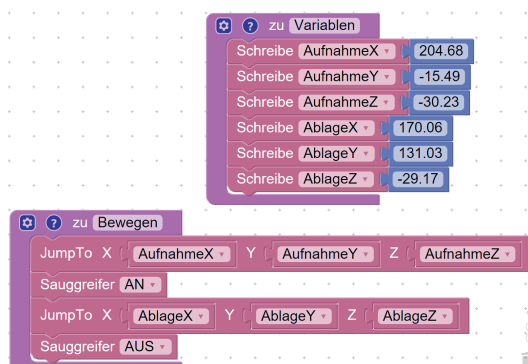 ? zu Variablen
Schreibe AufnahmeX 204.68
Schreibe AufnahmeY -15.49
Schreibe AufnahmeZ -30.23
Schreibe AblageX 170.06
Schreibe AblageY 131.03
Schreibe AblageZ -29.17
? zu Bewegen
JumpTo X AufnahmeX Y AufnahmeY Z AufnahmeZ
Sauggreifer AN
JumpTo X AblageX Y AblageY Z AblageZ
Sauggreifer AUS